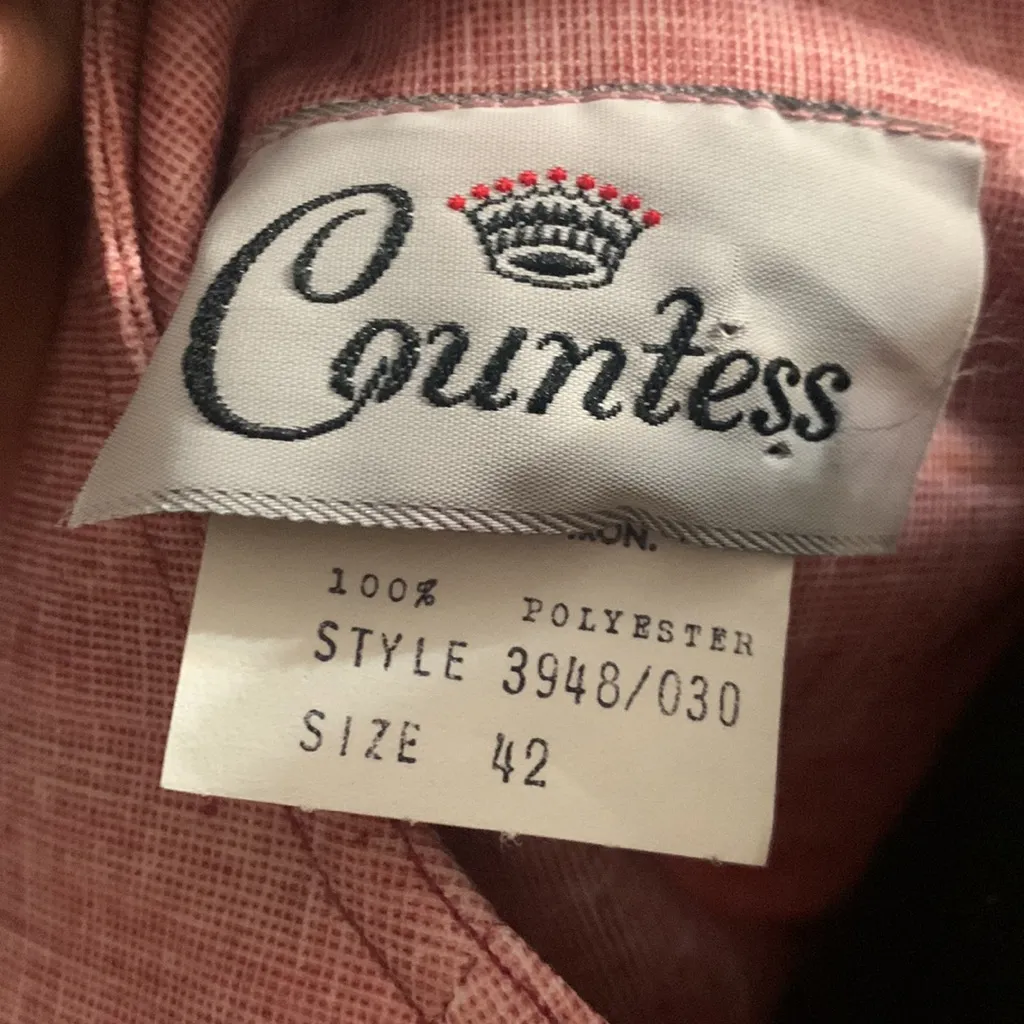 Countess
100% POLYESTER
STYLE 3948/030
SIZE 42